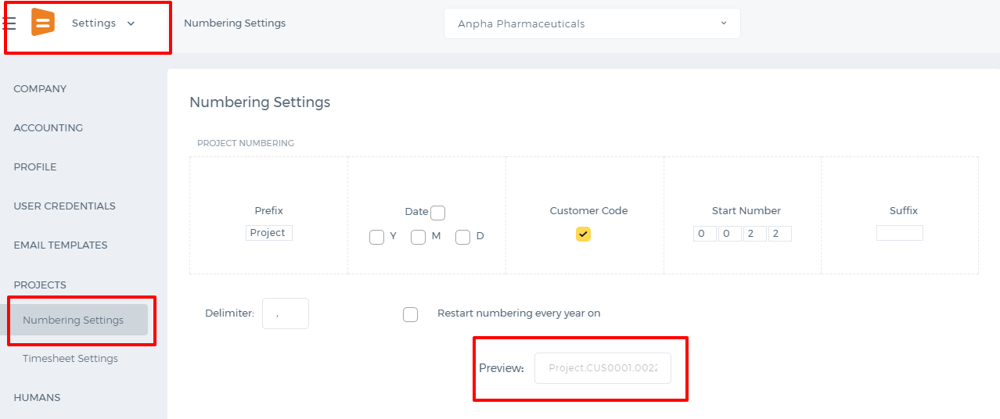 Settings
Numbering Settings
Anpha Pharmaceuticals
COMPANY
ACCOUNTING
PROFILE
USER CREDENTIALS
EMAIL TEMPLATES
PROJECTS
Numbering Settings
Timesheet Settings
HUMANS
Numbering Settings
PROJECT NUMBERING
Prefix
Project
Date
Y M D
Customer Code
Start Number
0 0 2 2
Suffix
Delimiter: ,
Restart numbering every year on
Preview: Project,CUS0001,0022